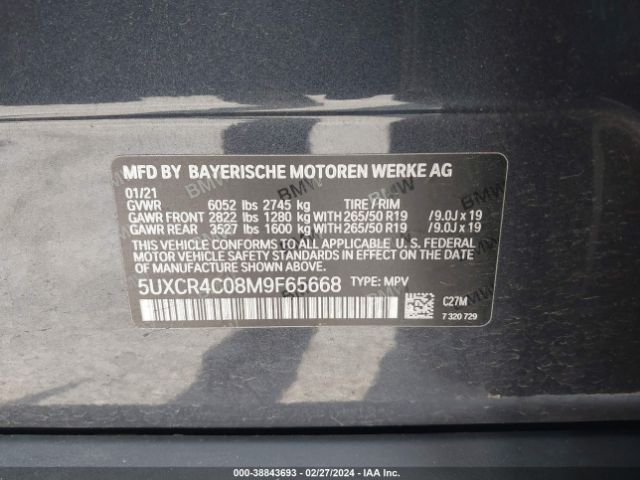 MFD BY BAYERISCHE MOTOREN WERKE AG
01/21
GVWR 6052 lbs 2745 kg TIRE / RIM
GAWR FRONT 2822 lbs 1280 kg WITH 265/50 R19 /9.0J x 19
GAWR REAR 3527 lbs 1600 kg WITH 265/50 R19 /9.0J x 19
THIS VEHICLE CONFORMS TO ALL APPLICABLE U. S. FEDERAL
MOTOR VEHICLE SAFETY STANDARDS IN EFFECT ON THE
DATE OF MANUFACTURE SHOWN ABOVE.
5UXCR4C08M9F65668 TYPE: MPV
C27M
7 320 729
000-38843693 - 02/27/2024 - IAA Inc.